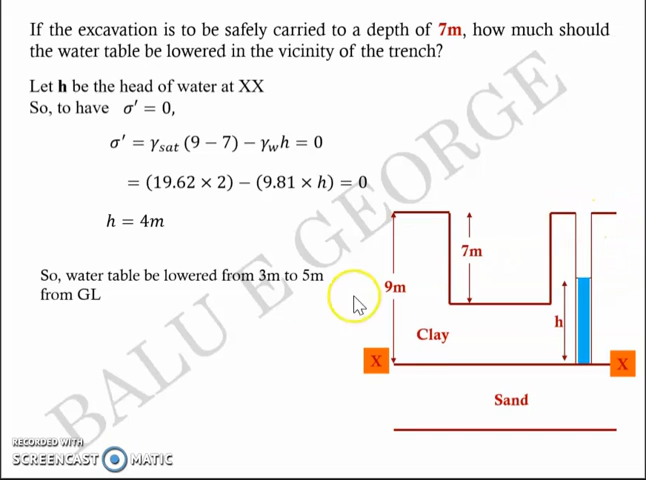 If the excavation is to be safely carried to a depth of 7m, how much should
the water table be lowered in the vicinity of the trench?
Let h be the head of water at XX
So, to have σ′ = 0,
σ′ = γsat (9 − 7) − γwh = 0
= (19.62 × 2) − (9.81 × h) = 0
h = 4m
So, water table be lowered from 3m to 5m
from GL
7m
9m
h
Clay
X
X
Sand
BALU E GEORGE
RECORDED WITH
SCREENCAST MATIC